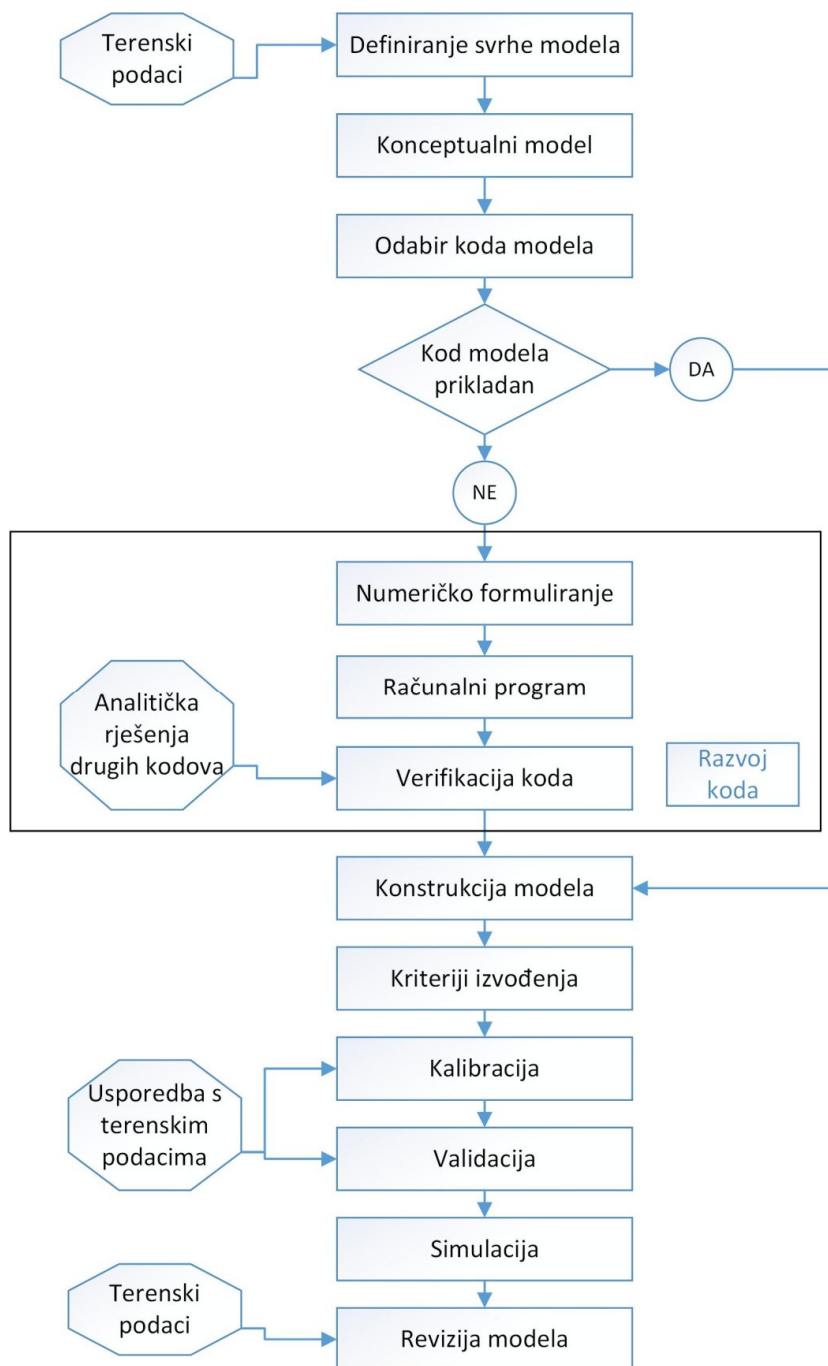 Terenski
podaci
Definiranje svrhe modela
Konceptualni model
Odabir koda modela
Kod modela
prikladan
DA
NE
Numeričko formuliranje
Računalni program
Analitička
rješenja
drugih kodova
Verifikacija koda
Razvoj
koda
Konstrukcija modela
Kriteriji izvođenja
Kalibracija
Usporedba s
terenskim
podacima
Validacija
Simulacija
Terenski
podaci
Revizija modela